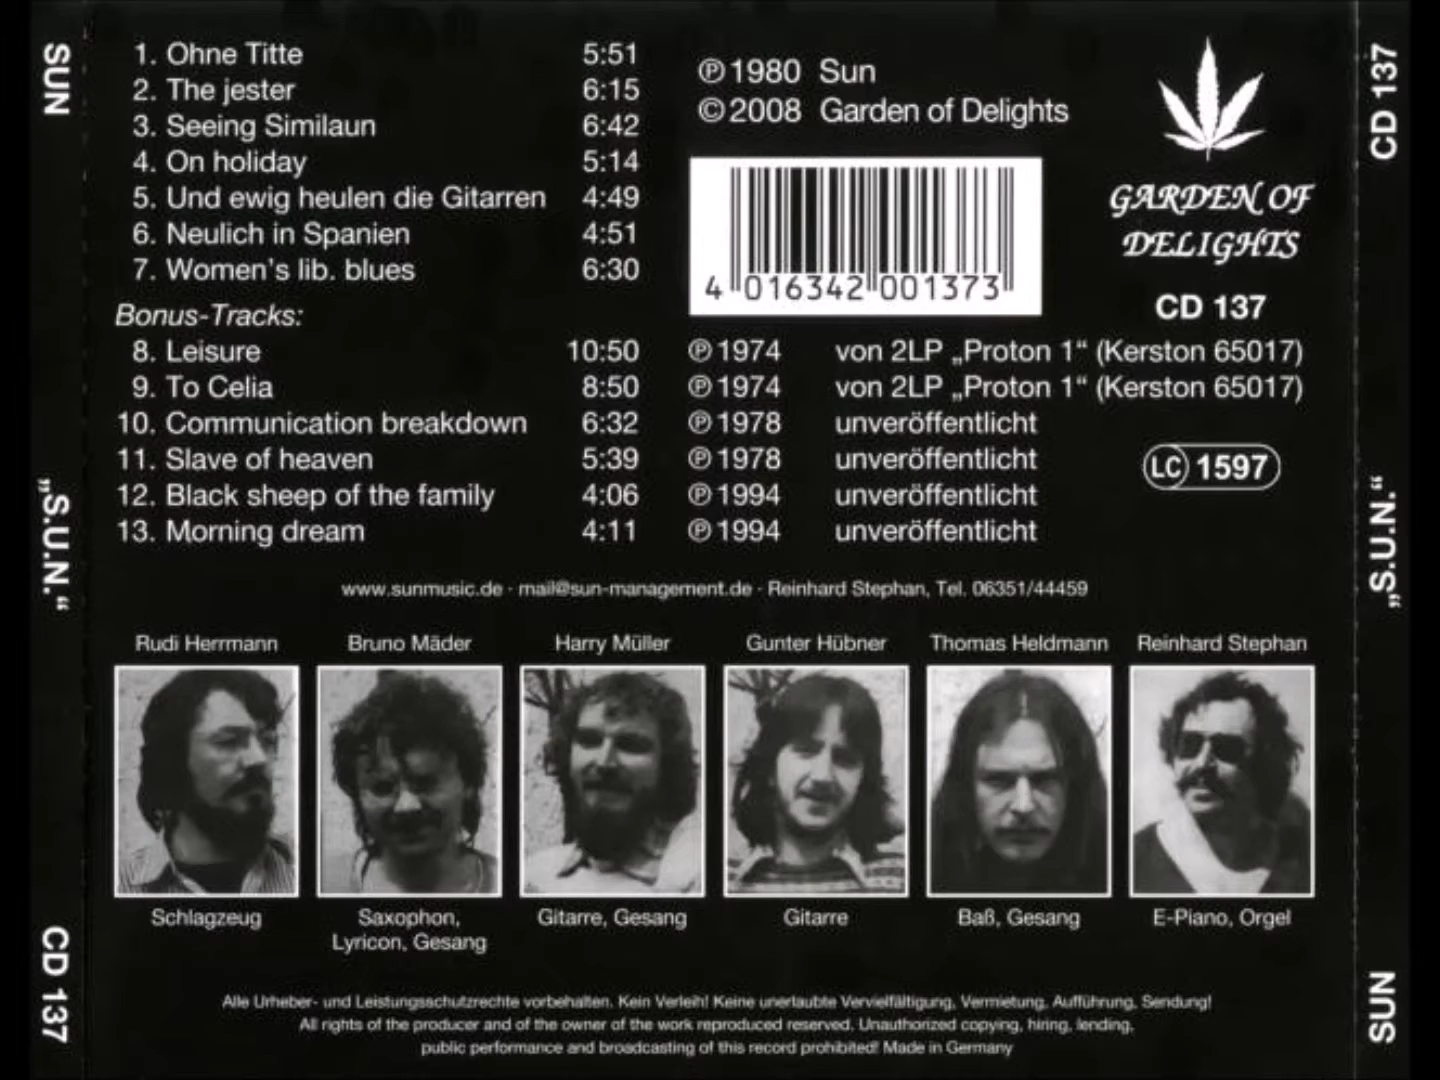 SUN
„S.U.N.“
CD 137
1. Ohne Titte 5:51
2. The jester 6:15
3. Seeing Similaun 6:42
4. On holiday 5:14
5. Und ewig heulen die Gitarren 4:49
6. Neulich in Spanien 4:51
7. Women's lib. blues 6:30
Bonus-Tracks:
8. Leisure 10:50 ℗ 1974 von 2LP „Proton 1“ (Kerston 65017)
9. To Celia 8:50 ℗ 1974 von 2LP „Proton 1“ (Kerston 65017)
10. Communication breakdown 6:32 ℗ 1978 unveröffentlicht
11. Slave of heaven 5:39 ℗ 1978 unveröffentlicht
12. Black sheep of the family 4:06 ℗ 1994 unveröffentlicht
13. Morning dream 4:11 ℗ 1994 unveröffentlicht
℗ 1980 Sun
© 2008 Garden of Delights
4 016342 001373
GARDEN OF
DELIGHTS
CD 137
LC 1597
www.sunmusic.de · mail@sun-management.de · Reinhard Stephan, Tel. 06351/44459
Rudi Herrmann
Bruno Mäder
Harry Müller
Gunter Hübner
Thomas Heldmann
Reinhard Stephan
Schlagzeug
Saxophon,
Lyricon, Gesang
Gitarre, Gesang
Gitarre
Baß, Gesang
E-Piano, Orgel
Alle Urheber- und Leistungsschutzrechte vorbehalten. Kein Verleih! Keine unerlaubte Vervielfältigung, Vermietung, Aufführung, Sendung!
All rights of the producer and of the owner of the work reproduced reserved. Unauthorized copying, hiring, lending,
public performance and broadcasting of this record prohibited! Made in Germany
CD 137
„S.U.N.“
SUN